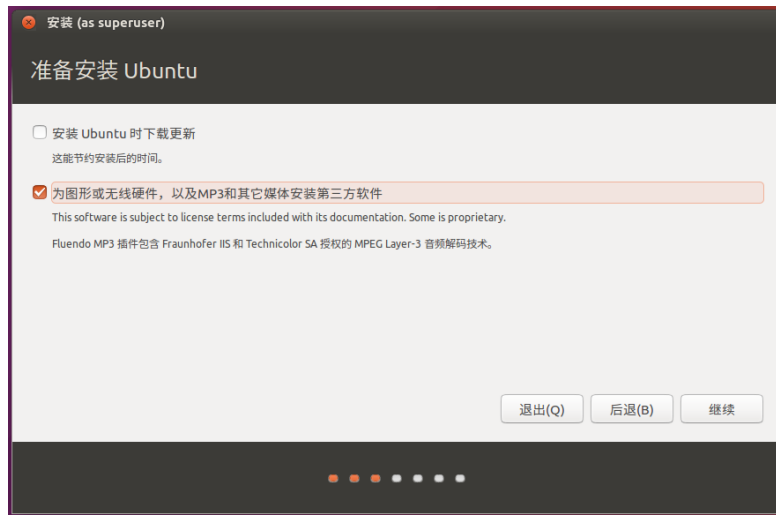 安装 (as superuser)
准备安装 Ubuntu
安装 Ubuntu 时下载更新
这能节约安装后的时间。
为图形或无线硬件，以及MP3和其它媒体安装第三方软件
This software is subject to license terms included with its documentation. Some is proprietary.
Fluendo MP3 插件包含 Fraunhofer IIS 和 Technicolor SA 授权的 MPEG Layer-3 音频解码技术。
退出(Q) 后退(B) 继续